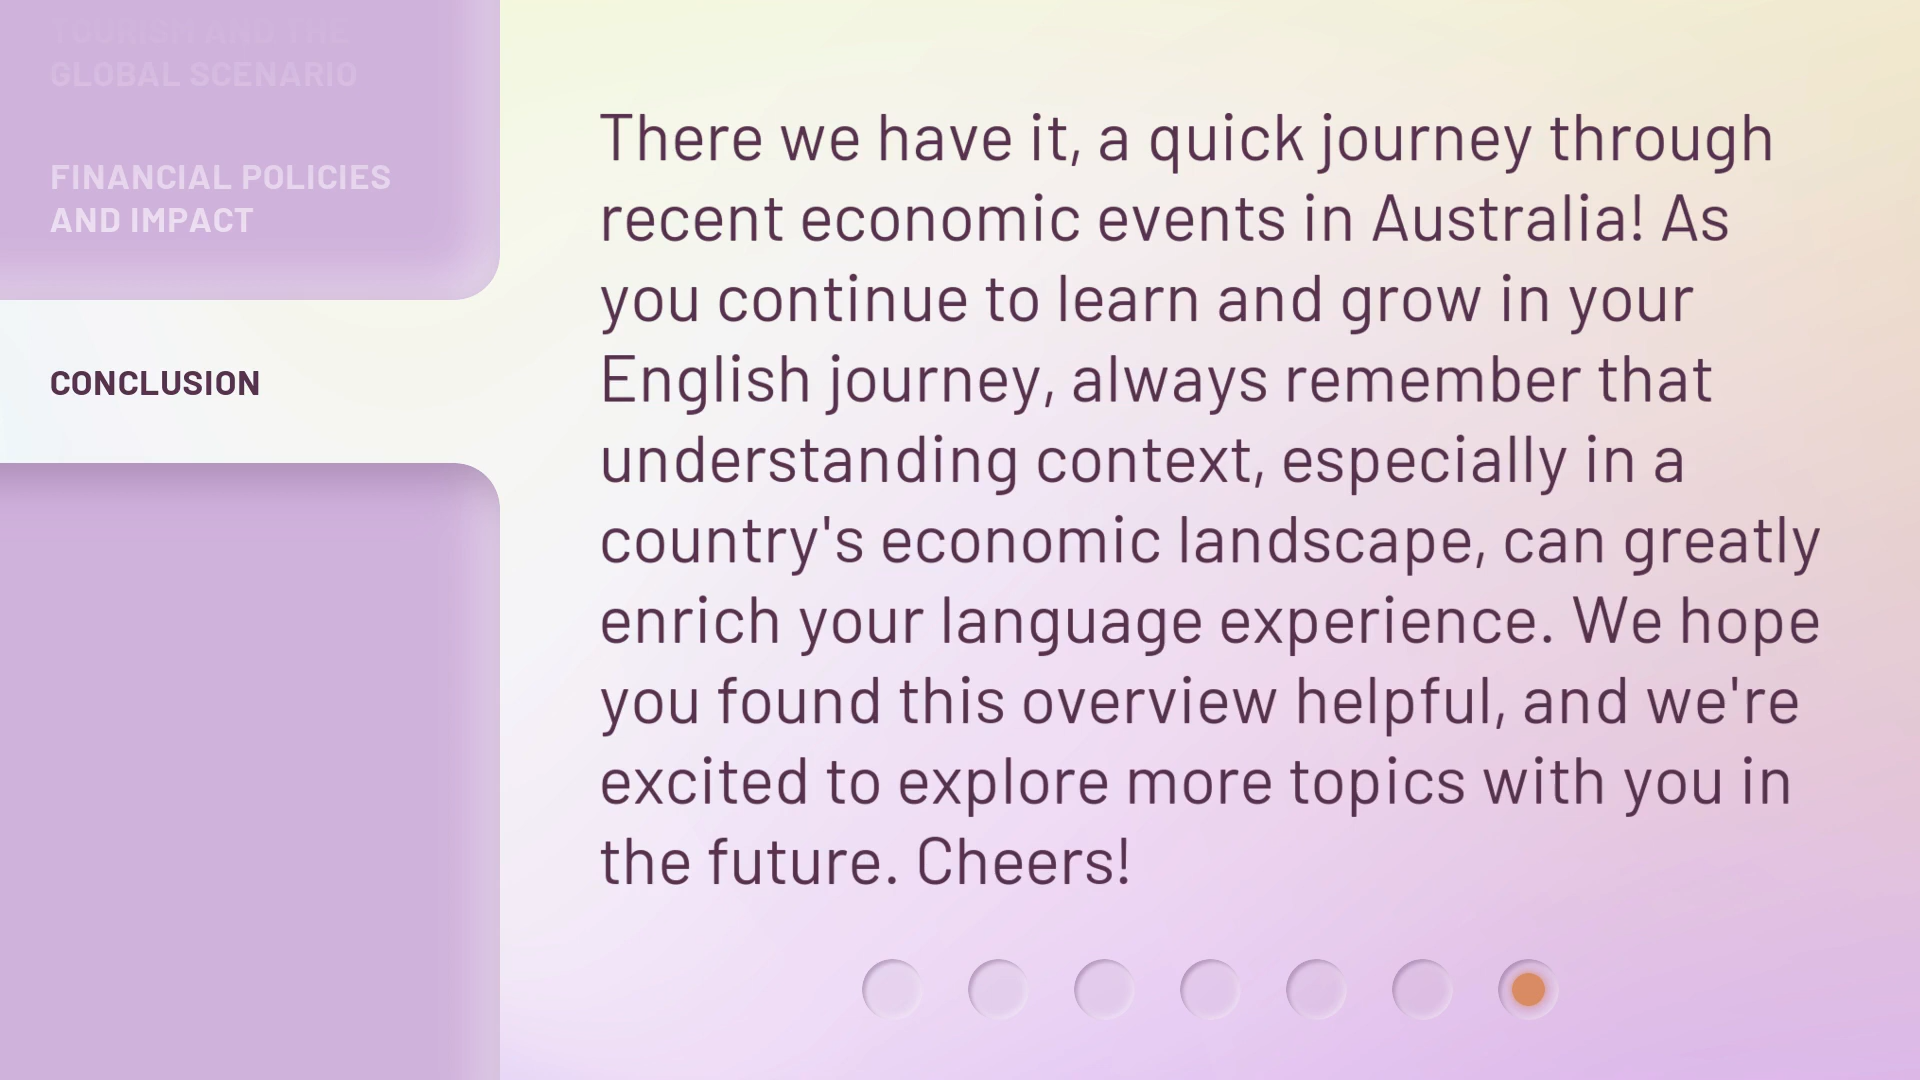 TOURISM AND THE
GLOBAL SCENARIO
FINANCIAL POLICIES
AND IMPACT
CONCLUSION
There we have it, a quick journey through
recent economic events in Australia! As
you continue to learn and grow in your
English journey, always remember that
understanding context, especially in a
country's economic landscape, can greatly
enrich your language experience. We hope
you found this overview helpful, and we're
excited to explore more topics with you in
the future. Cheers!